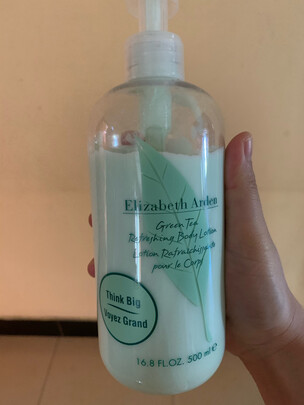 Elizabeth Arden
Green Tea
Refreshing Body Lotion
Lotion Rafraîchissante
pour le Corps
Think Big
Voyez Grand
16.8 FL.OZ. 500 ml e